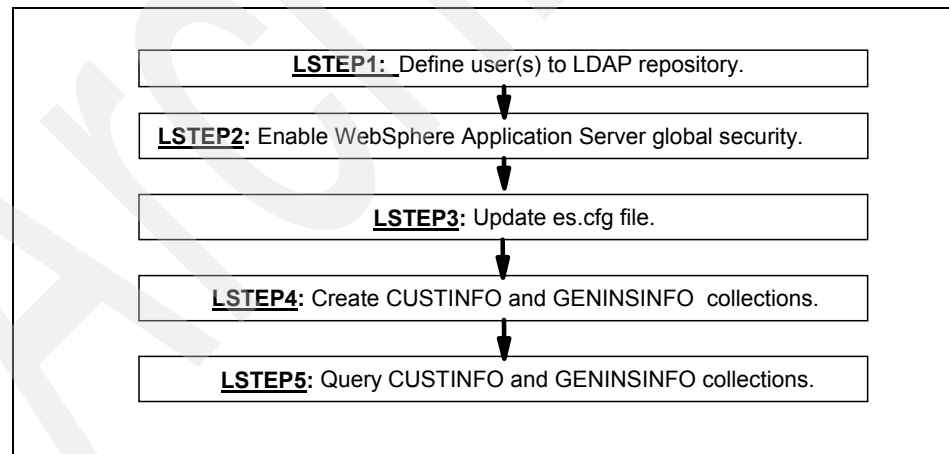 LSTEP1: Define user(s) to LDAP repository.
LSTEP2: Enable WebSphere Application Server global security.
LSTEP3: Update es.cfg file.
LSTEP4: Create CUSTINFO and GENINSINFO collections.
LSTEP5: Query CUSTINFO and GENINSINFO collections.